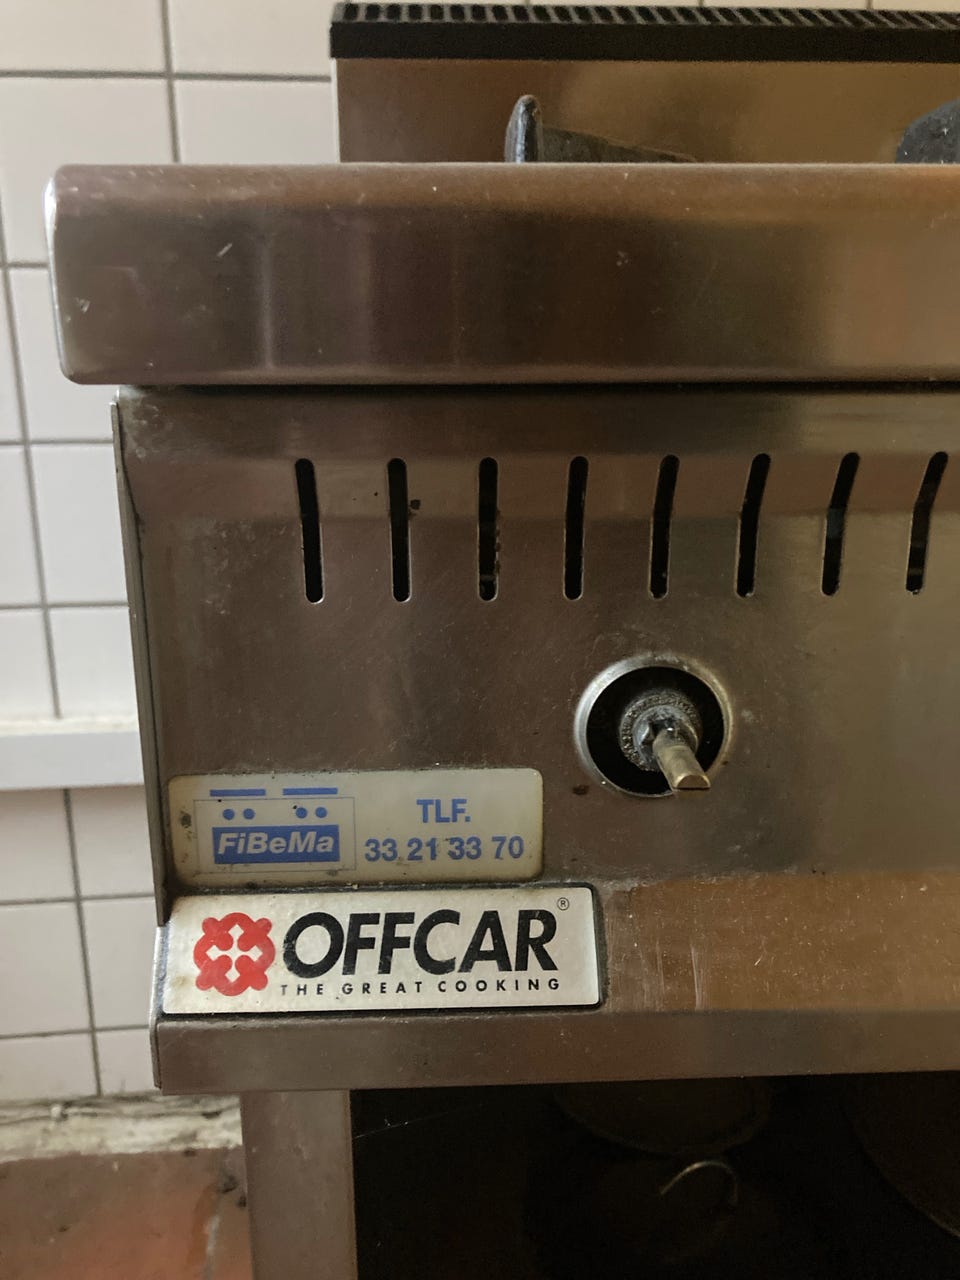 FiBeMa
TLF.
33 21 33 70
OFFCAR®
THE GREAT COOKING